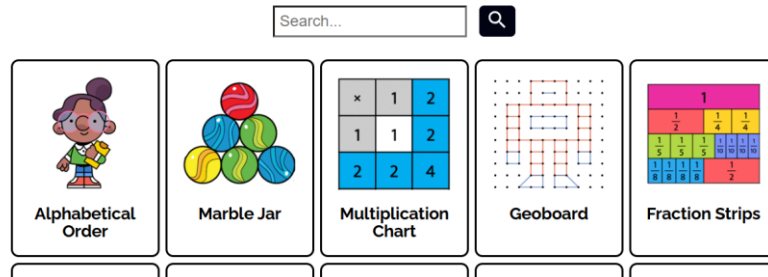 Search...
× 1 2
1 1 2
2 2 4
1
1/2 1/4 1/4
1/5 1/5 1/5 1/10 1/10 1/10 1/10
1/8 1/8 1/8 1/8 1/2
Alphabetical
Order
Marble Jar
Multiplication
Chart
Geoboard
Fraction Strips